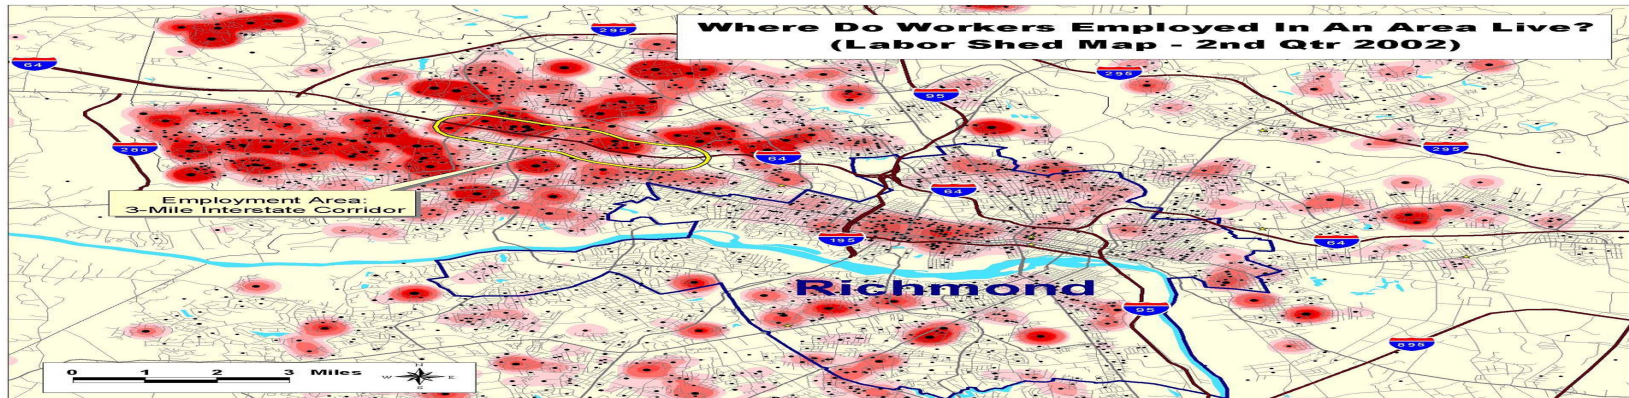 Where Do Workers Employed In An Area Live?
(Labor Shed Map - 2nd Qtr 2002)
295
64
295
95
288
64
295
Employment Area:
3-Mile Interstate Corridor
64
195
64
Richmond
95
895
0 1 2 3 Miles
N
W E
S